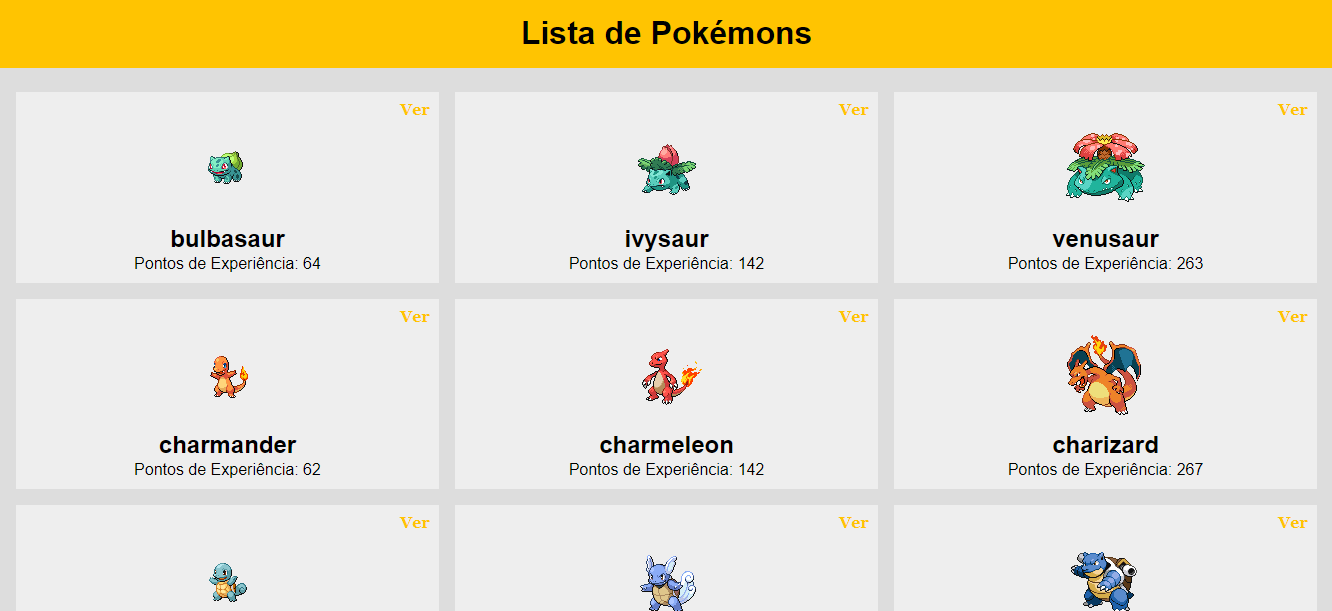 Lista de Pokémons
Ver
Ver
Ver
bulbasaur
ivysaur
venusaur
Pontos de Experiência: 64
Pontos de Experiência: 142
Pontos de Experiência: 263
Ver
Ver
Ver
charmander
charmeleon
charizard
Pontos de Experiência: 62
Pontos de Experiência: 142
Pontos de Experiência: 267
Ver
Ver
Ver